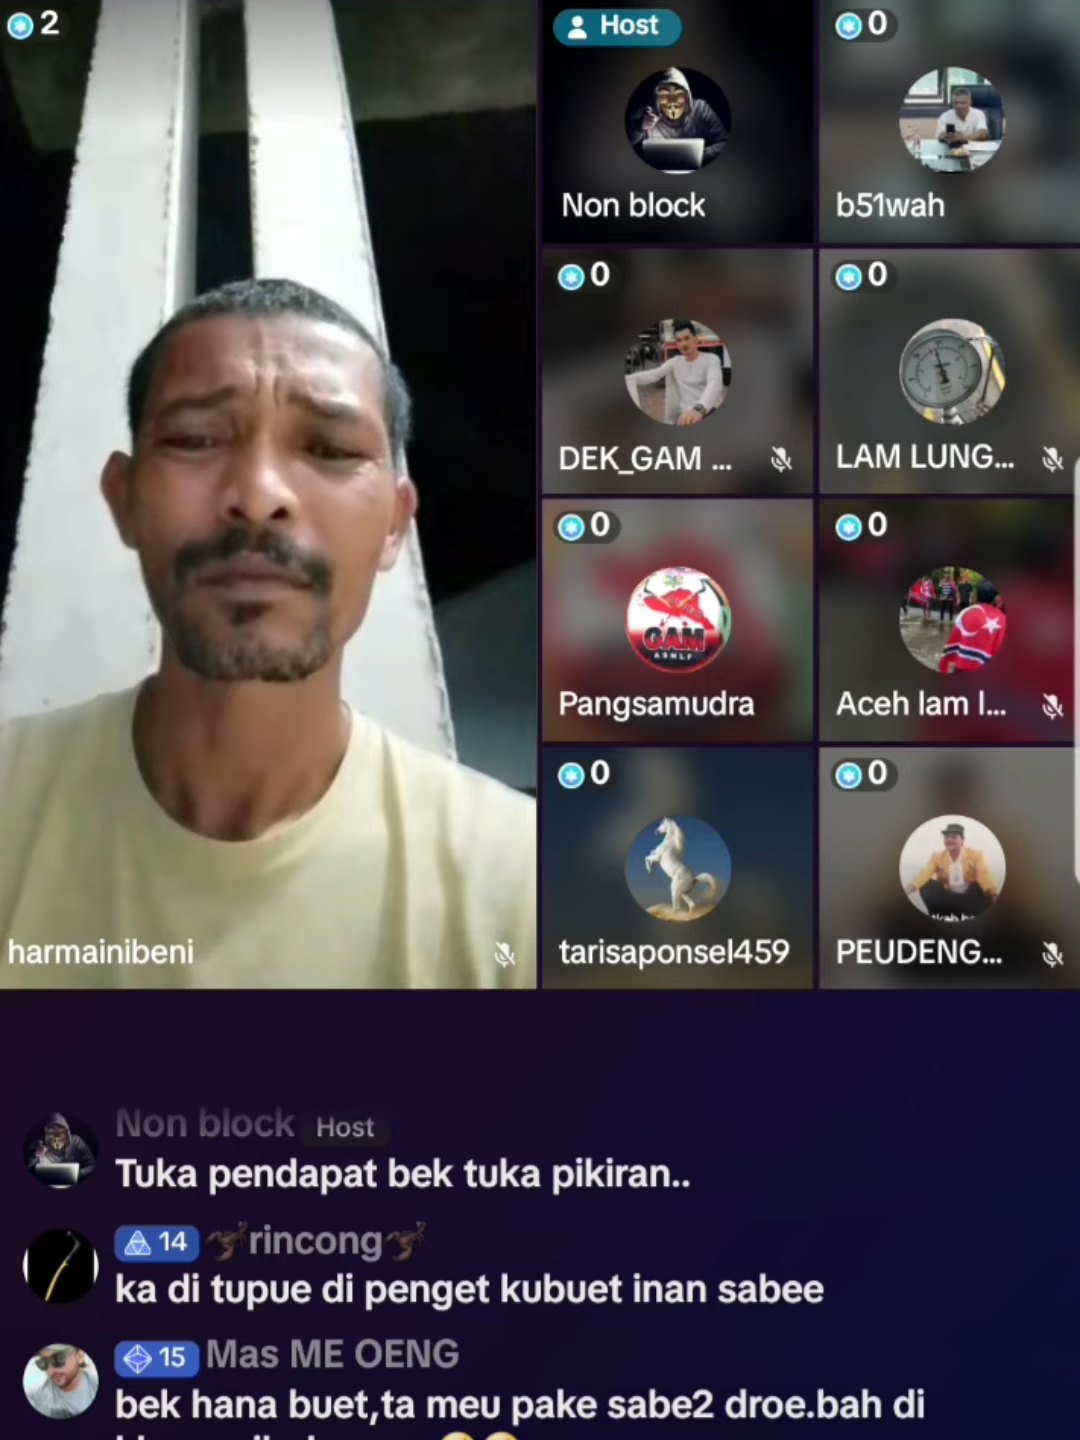 2
Host
0
Non block
b51wah
0
0
DEK_GAM ...
LAM LUNG...
0
0
GAM
ASNLF
Pangsamudra
Aceh lam l...
0
0
harmainibeni
tarisaponsel459
PEUDENG...
Non block Host
Tuka pendapat bek tuka pikiran..
14 rincong
ka di tupue di penget kubuet inan sabee
15 Mas ME OENG
bek hana buet,ta meu pake sabe2 droe.bah di